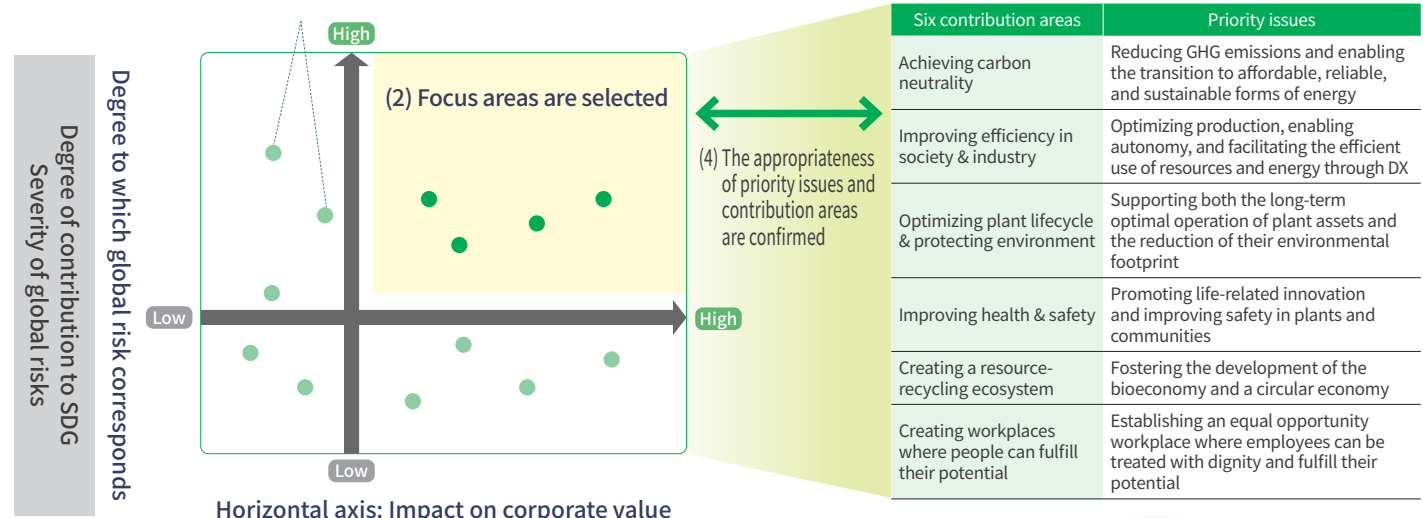 Degree of contribution to SDG
Severity of global risks
Degree to which global risk corresponds
High
(2) Focus areas are selected
Low
High
Low
Horizontal axis: Impact on corporate value
(4) The appropriateness
of priority issues and
contribution areas
are confirmed
Six contribution areas
Priority issues
Achieving carbon
neutrality
Reducing GHG emissions and enabling
the transition to affordable, reliable,
and sustainable forms of energy
Improving efficiency in
society & industry
Optimizing production, enabling
autonomy, and facilitating the efficient
use of resources and energy through DX
Optimizing plant lifecycle
& protecting environment
Supporting both the long-term
optimal operation of plant assets and
the reduction of their environmental
footprint
Improving health & safety
Promoting life-related innovation
and improving safety in plants and
communities
Creating a resource-
recycling ecosystem
Fostering the development of the
bioeconomy and a circular economy
Creating workplaces
where people can fulfill
their potential
Establishing an equal opportunity
workplace where employees can be
treated with dignity and fulfill their
potential